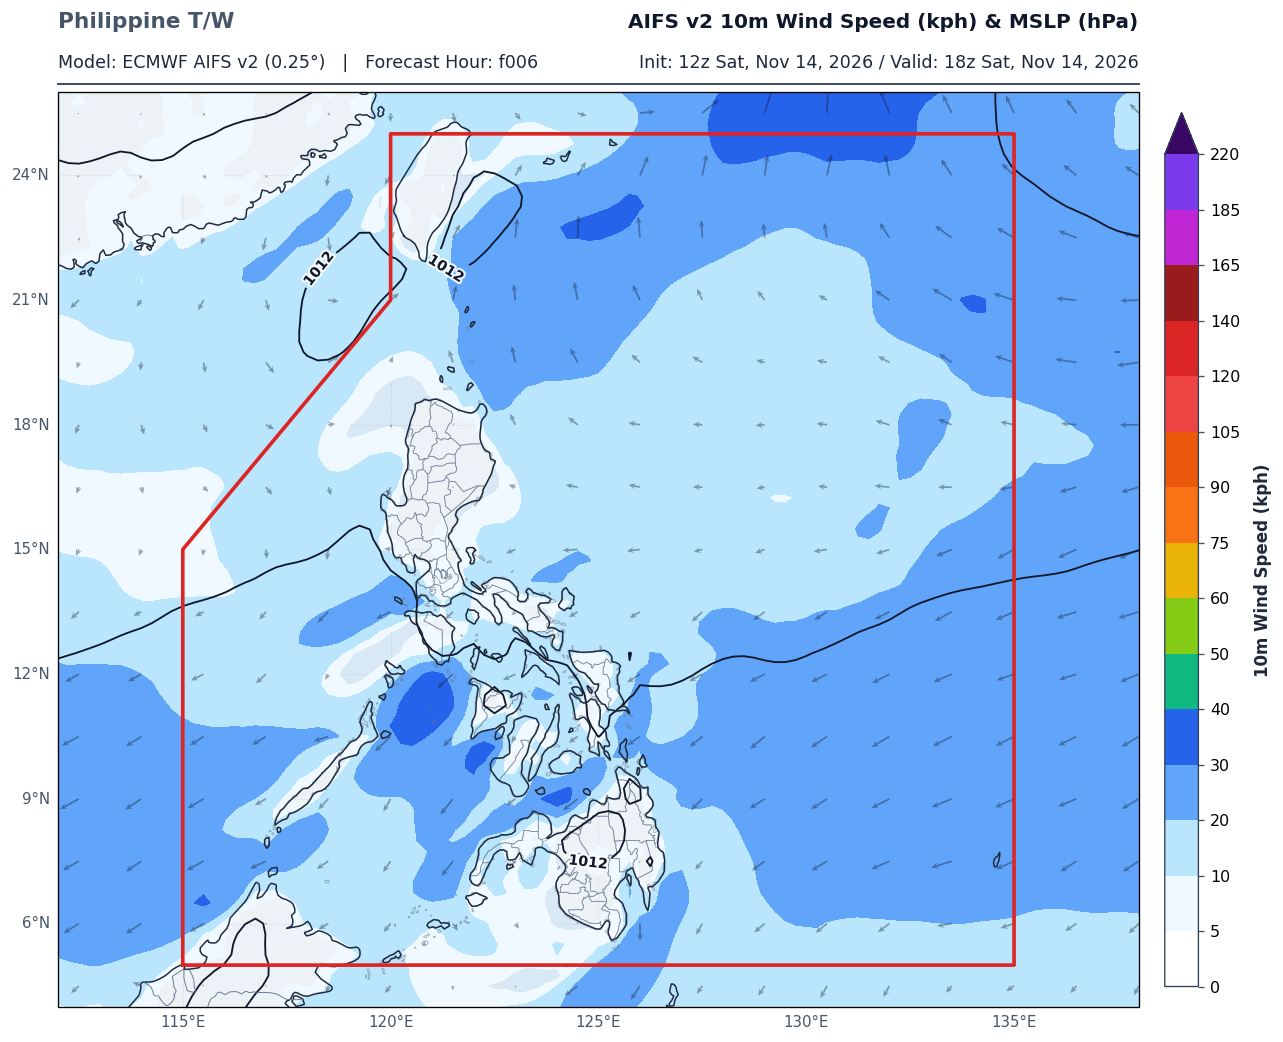 Philippine T/W
AIFS v2 10m Wind Speed (kph) & MSLP (hPa)
Model: ECMWF AIFS v2 (0.25°) | Forecast Hour: f006
Init: 12z Sat, Nov 14, 2026 / Valid: 18z Sat, Nov 14, 2026
24°N
21°N
18°N
15°N
12°N
9°N
6°N
115°E
120°E
125°E
130°E
135°E
1012
1012
1012
220
185
165
140
120
105
90
75
60
50
40
30
20
10
5
0
10m Wind Speed (kph)